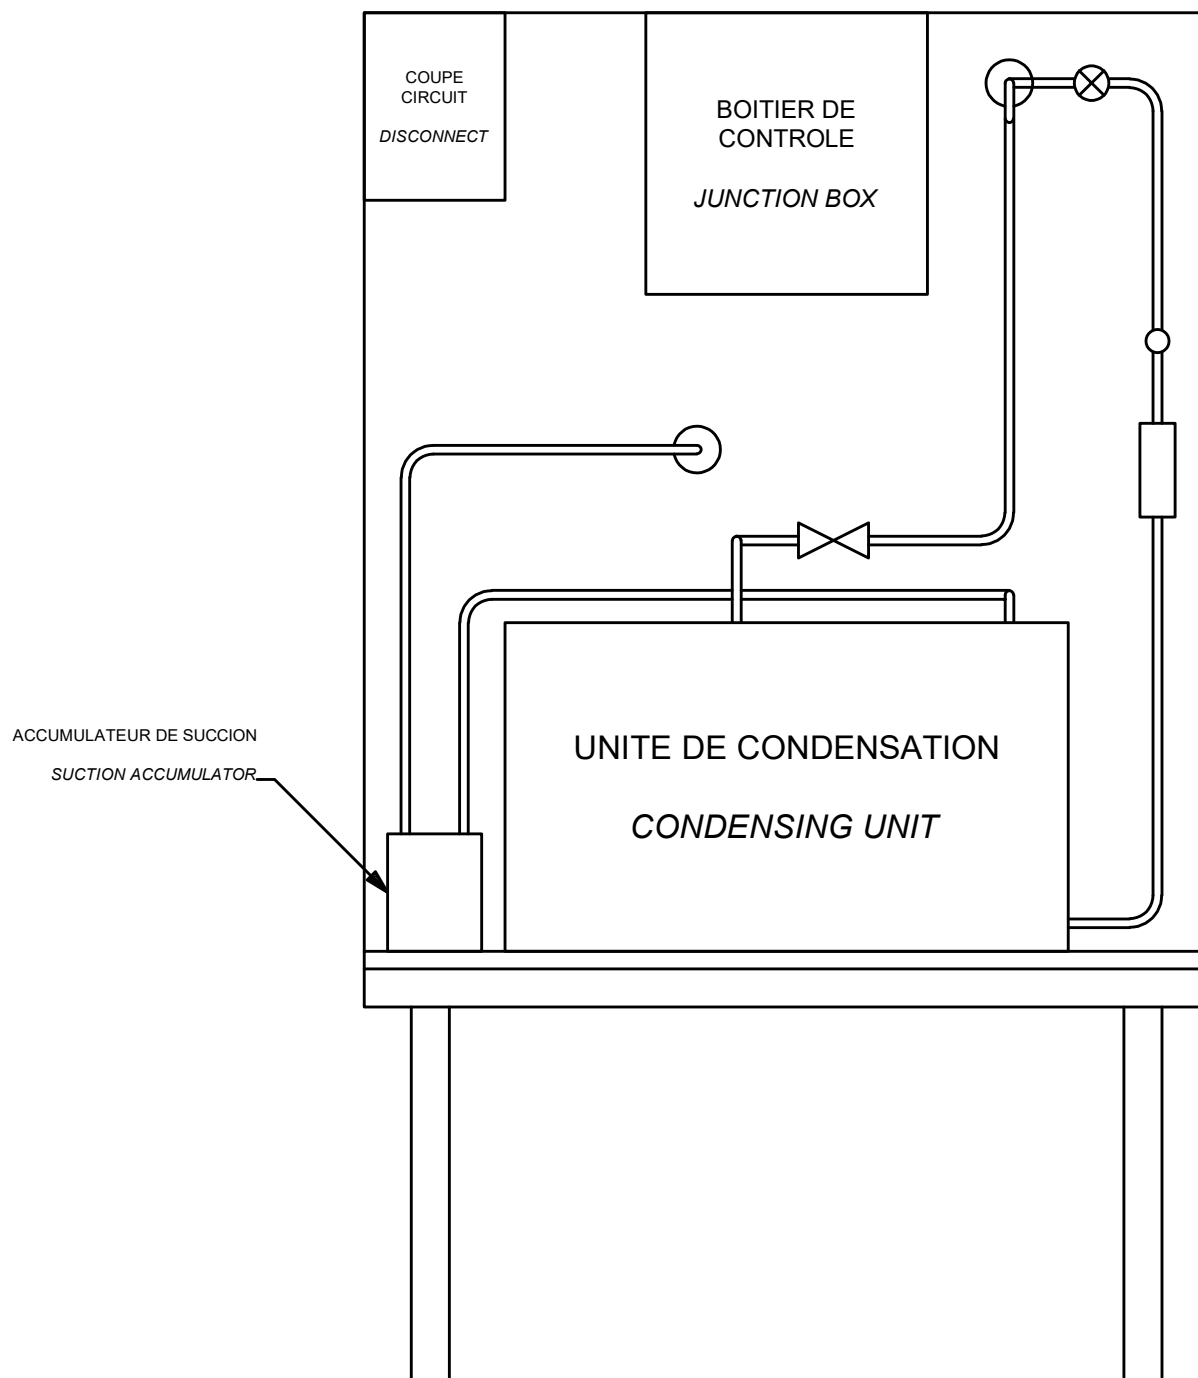 COUPE
CIRCUIT
DISCONNECT
BOITIER DE
CONTROLE
JUNCTION BOX
ACCUMULATEUR DE SUCCION
SUCTION ACCUMULATOR
UNITE DE CONDENSATION
CONDENSING UNIT